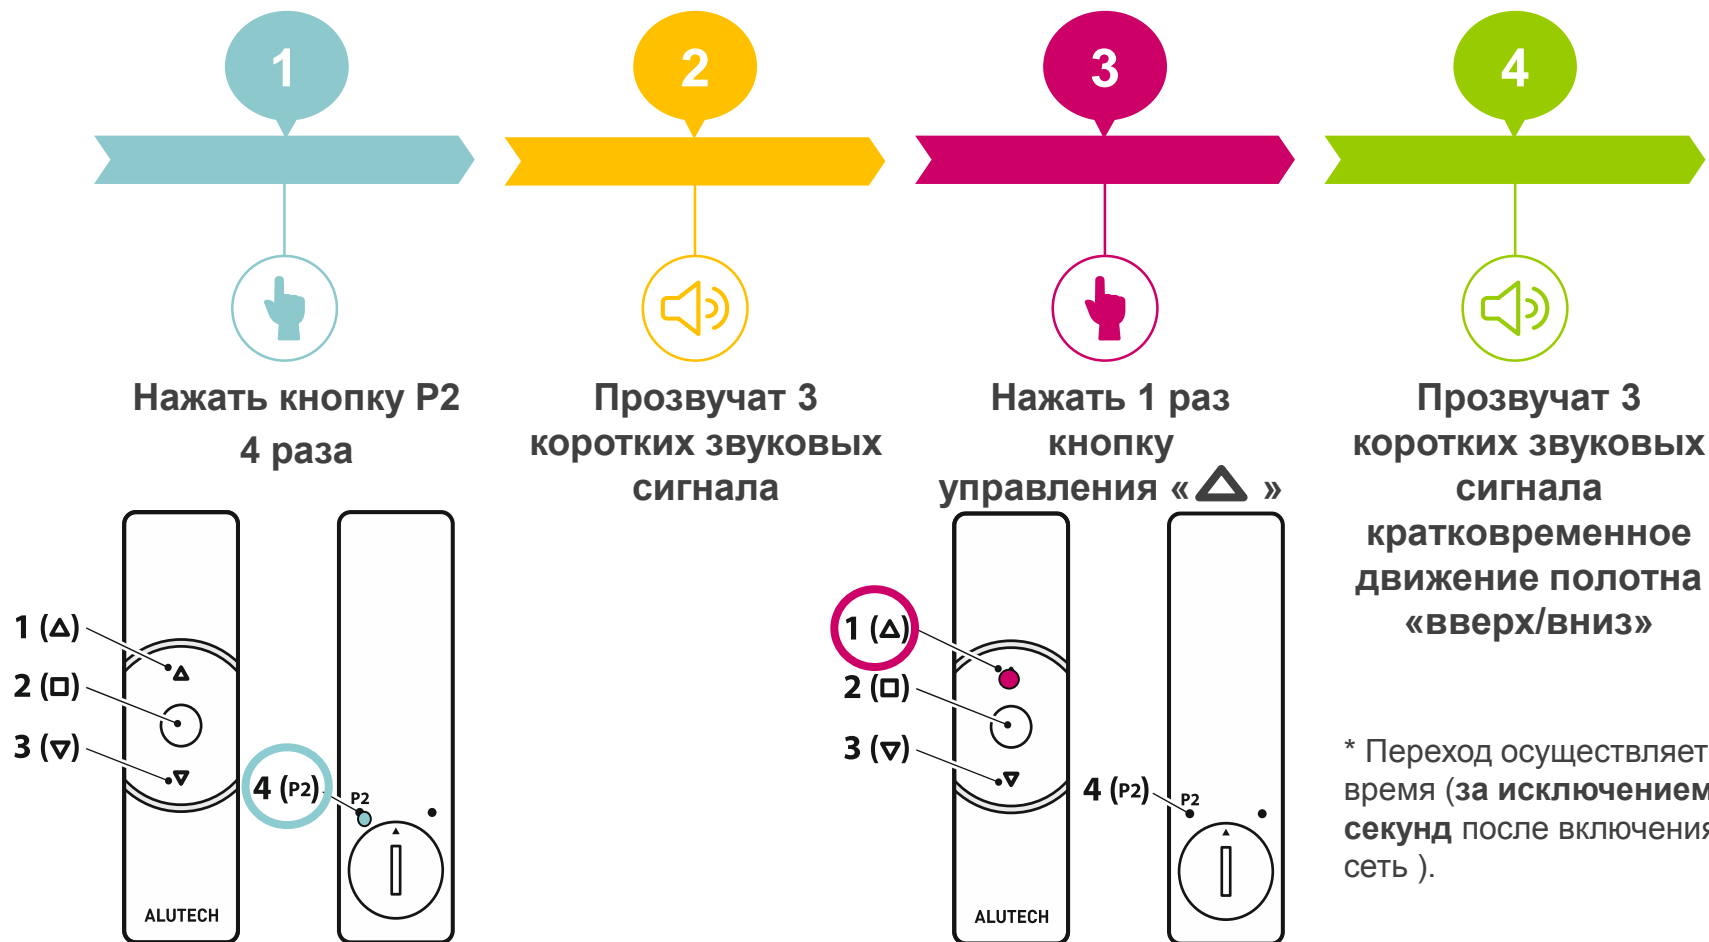 1
2
3
4
Нажать кнопку P2
4 раза
Прозвучат 3
коротких звуковых
сигнала
Нажать 1 раз
кнопку
управления « △ »
Прозвучат 3
коротких звуковых
сигнала
кратковременное
движение полотна
«вверх/вниз»
1 (△)
2 (□)
3 (▽)
4 (P2)
P2
ALUTECH
1 (△)
2 (□)
3 (▽)
4 (P2)
P2
ALUTECH
* Переход осуществляет
время (за исключением
секунд после включения
сеть ).